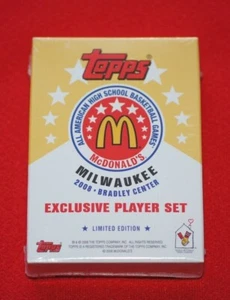 Topps
ALL AMERICAN HIGH SCHOOL BASKETBALL GAMES
McDONALD'S
MILWAUKEE
2008 • BRADLEY CENTER
EXCLUSIVE PLAYER SET
★ LIMITED EDITION ★
Topps